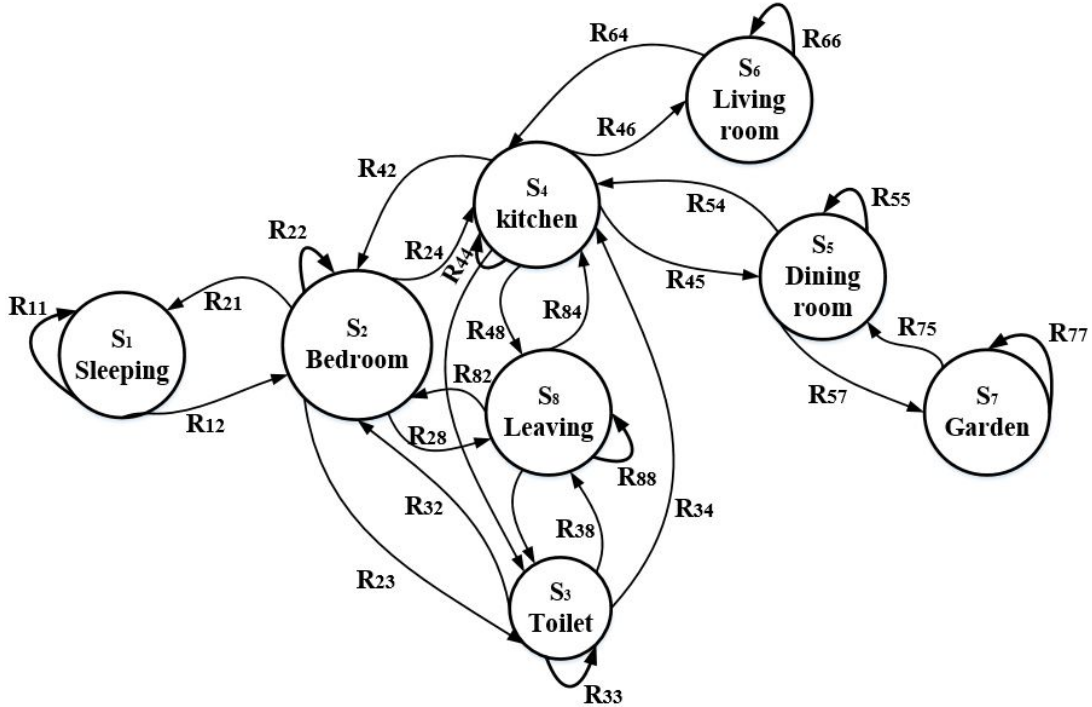 R64
R66
S6
Living
room
R46
R42
S4
kitchen
R54
R55
R22
R24
R44
S5
Dining
room
R45
R11
R21
S1
Sleeping
S2
Bedroom
R48
R84
R75
R77
R82
R12
R28
S8
Leaving
R88
R57
S7
Garden
R32
R38
R34
R23
S3
Toilet
R33